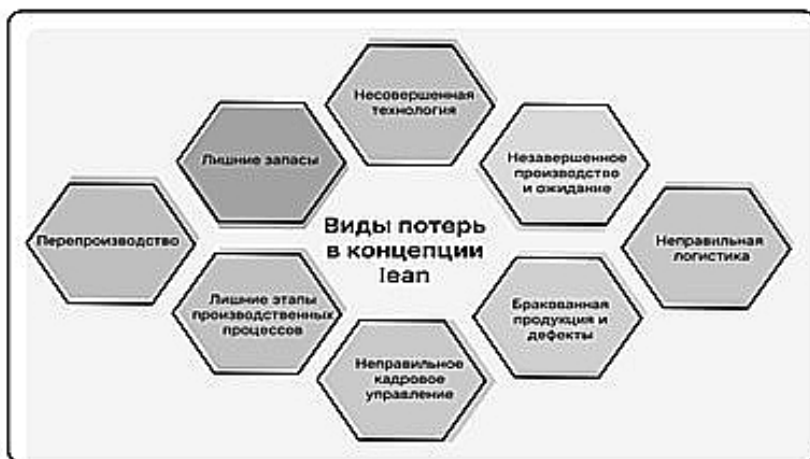 Несовершенная
технология
Лишние запасы
Незавершенное
производство
и ожидание
Перепроизводство
Виды потерь
в концепции
lean
Неправильная
логистика
Лишние этапы
производственных
процессов
Бракованная
продукция и
дефекты
Неправильное
кадровое
управление